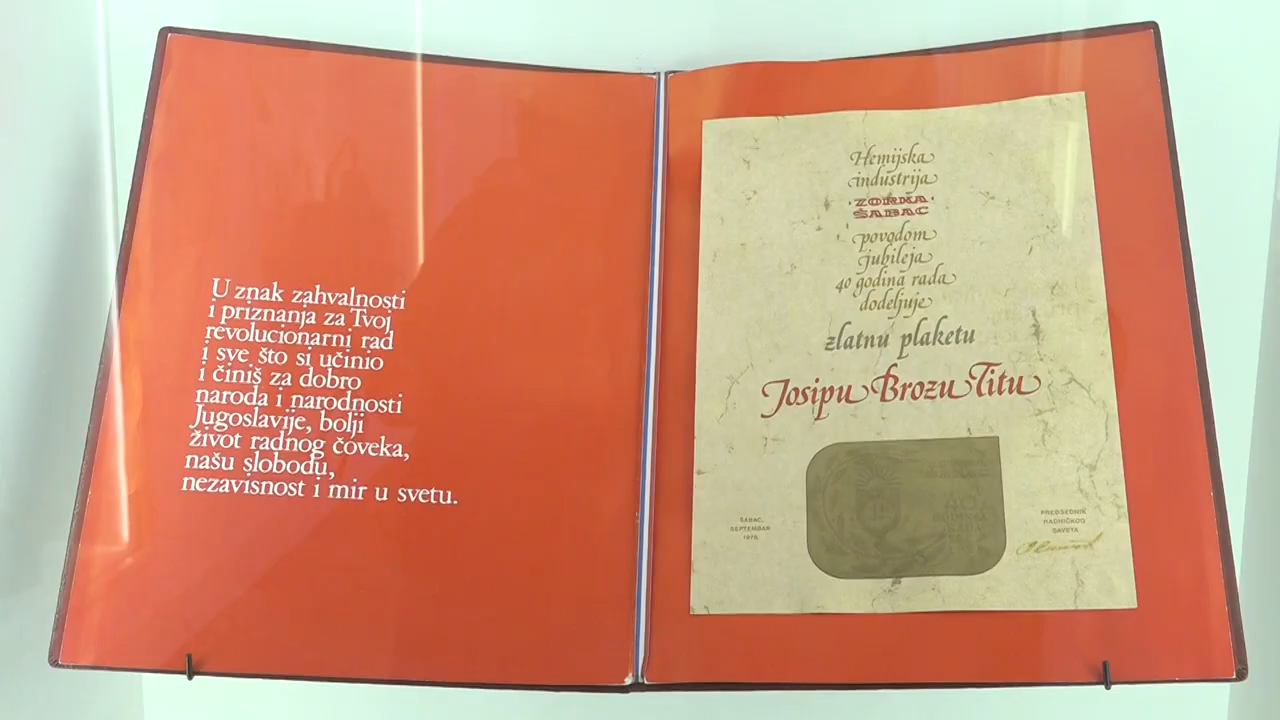 U znak zahvalnosti
i priznanja za Tvoj
revolucionarni rad
i sve što si učinio
i činiš za dobro
naroda i narodnosti
Jugoslavije, bolji
život radnog čoveka,
našu slobodu,
nezavisnost i mir u svetu.
Hemijska
industrija
·ZORKA·
ŠABAC
povodom
jubileja
40 godina rada
dodeljuje
zlatnu plaketu
Josipu Brozu Titu
40
ŠABAC,
SEPTEMBAR
PREDSEDNIK
RADNIČKOG
SAVETA